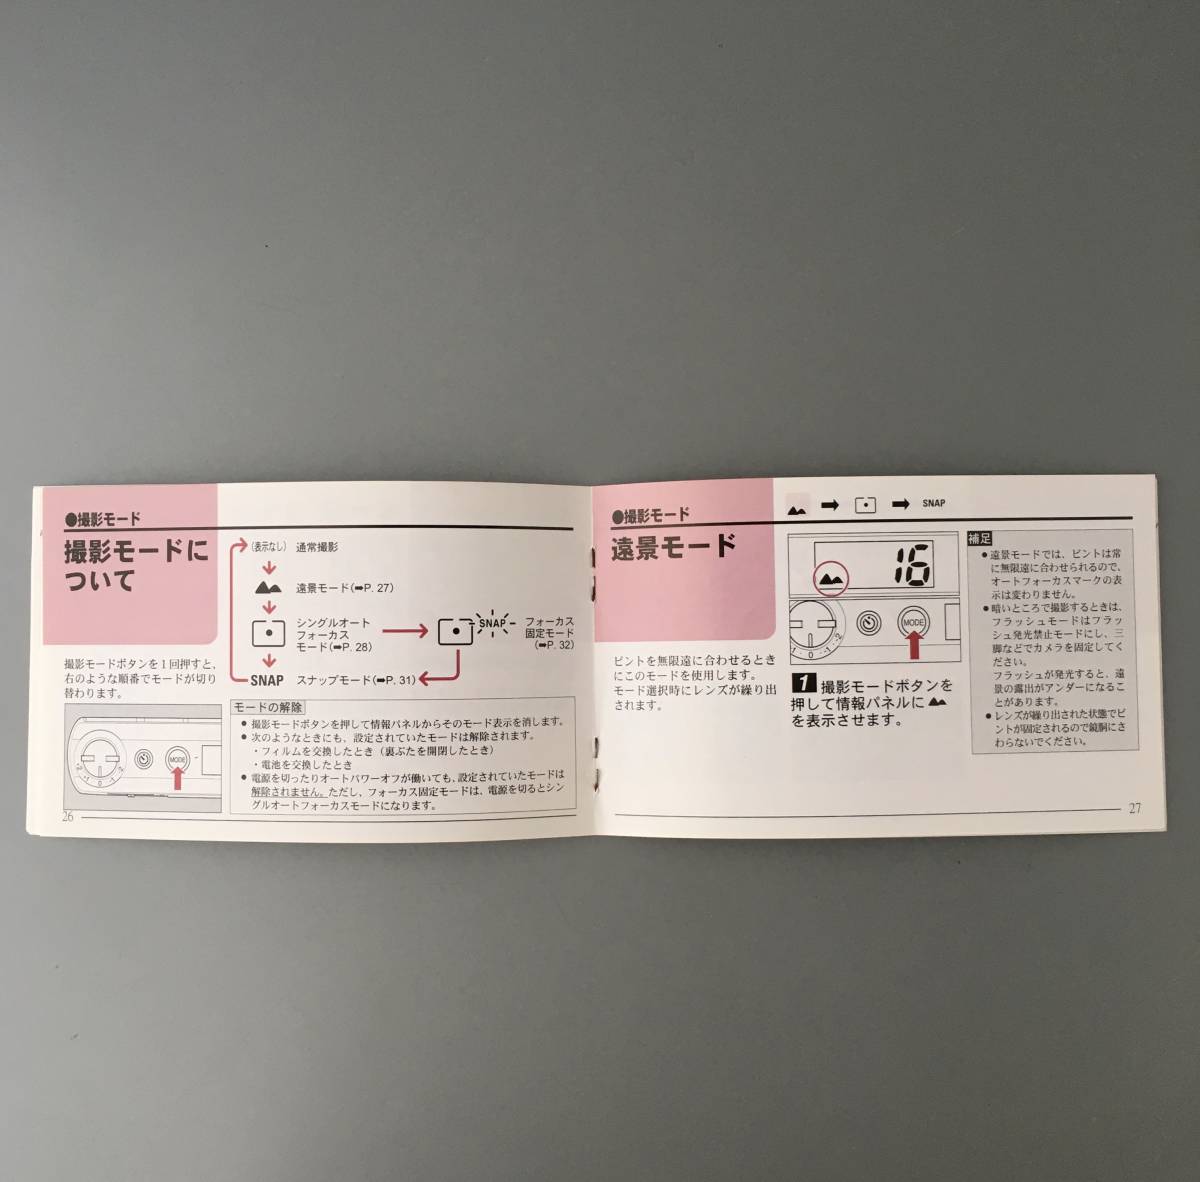 ●撮影モード
撮影モードに
ついて
撮影モードボタンを1回押すと、
右のような順番でモードが切り
替わります。
MODE
-2 -1 0 -1 -2
(表示なし) 通常撮影
遠景モード(➡P. 27)
シングルオート
フォーカス
モード(➡P. 28)
SNAP スナップモード(➡P. 31)
SNAP
フォーカス
固定モード
(➡P. 32)
モードの解除
● 撮影モードボタンを押して情報パネルからそのモード表示を消します。
● 次のようなときにも、設定されていたモードは解除されます。
・フィルムを交換したとき（裏ぶたを開閉したとき）
・電池を交換したとき
● 電源を切ったりオートパワーオフが働いても、設定されていたモードは
解除されません。ただし、フォーカス固定モードは、電源を切るとシン
グルオートフォーカスモードになります。
26
●撮影モード
遠景モード
ピントを無限遠に合わせるとき
にこのモードを使用します。
モード選択時にレンズが繰り出
されます。
➡ ➡ SNAP
16
MODE
-1 0 -1 -2
1 撮影モードボタンを
押して情報パネルに
を表示させます。
補足
● 遠景モードでは、ピントは常
に無限遠に合わせられるので、
オートフォーカスマークの表
示は変わりません。
● 暗いところで撮影するときは、
フラッシュモードはフラッ
シュ発光禁止モードにし、三
脚などでカメラを固定してく
ださい。
フラッシュが発光すると、遠
景の露出がアンダーになるこ
とがあります。
● レンズが繰り出された状態でピ
ントが固定されるので鏡胴にさ
わらないでください。
27